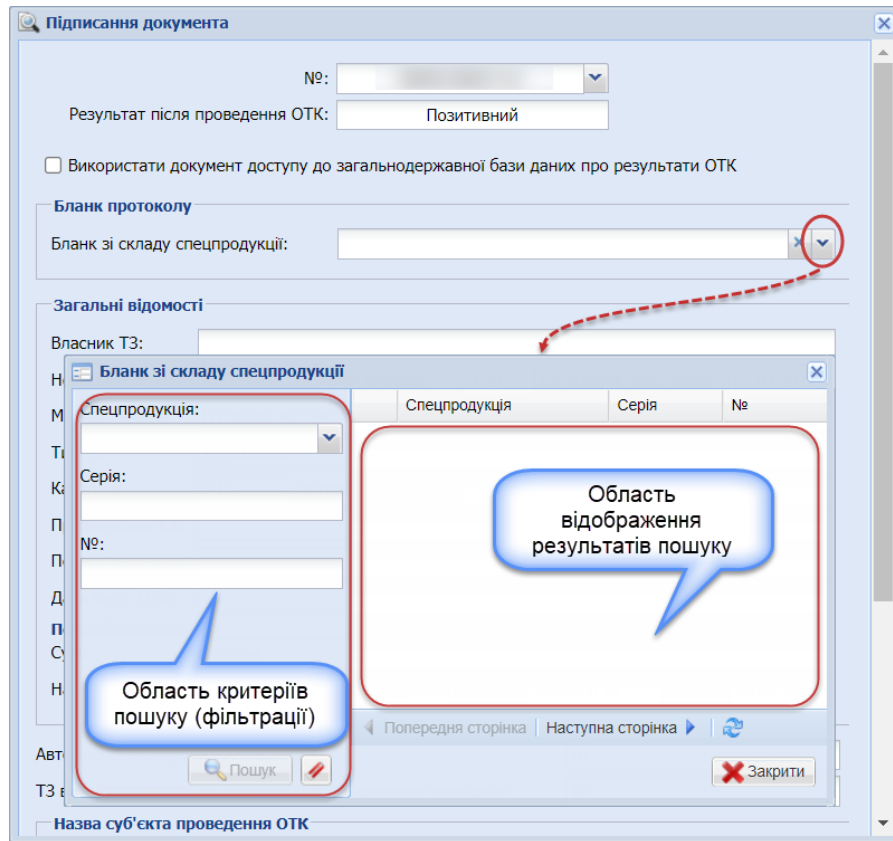 Підписання документа
№:
Результат після проведення ОТК: Позитивний
Використати документ доступу до загальнодержавної бази даних про результати ОТК
Бланк протоколу
Бланк зі складу спецпродукції:
Загальні відомості
Власник ТЗ:
Бланк зі складу спецпродукції
Спецпродукція:
Серія:
№:
Область критеріїв
пошуку (фільтрації)
Пошук
Спецпродукція Серія №
Область
відображення
результатів пошуку
Попередня сторінка Наступна сторінка
Закрити
ТЗ
Назва суб'єкта проведення ОТК